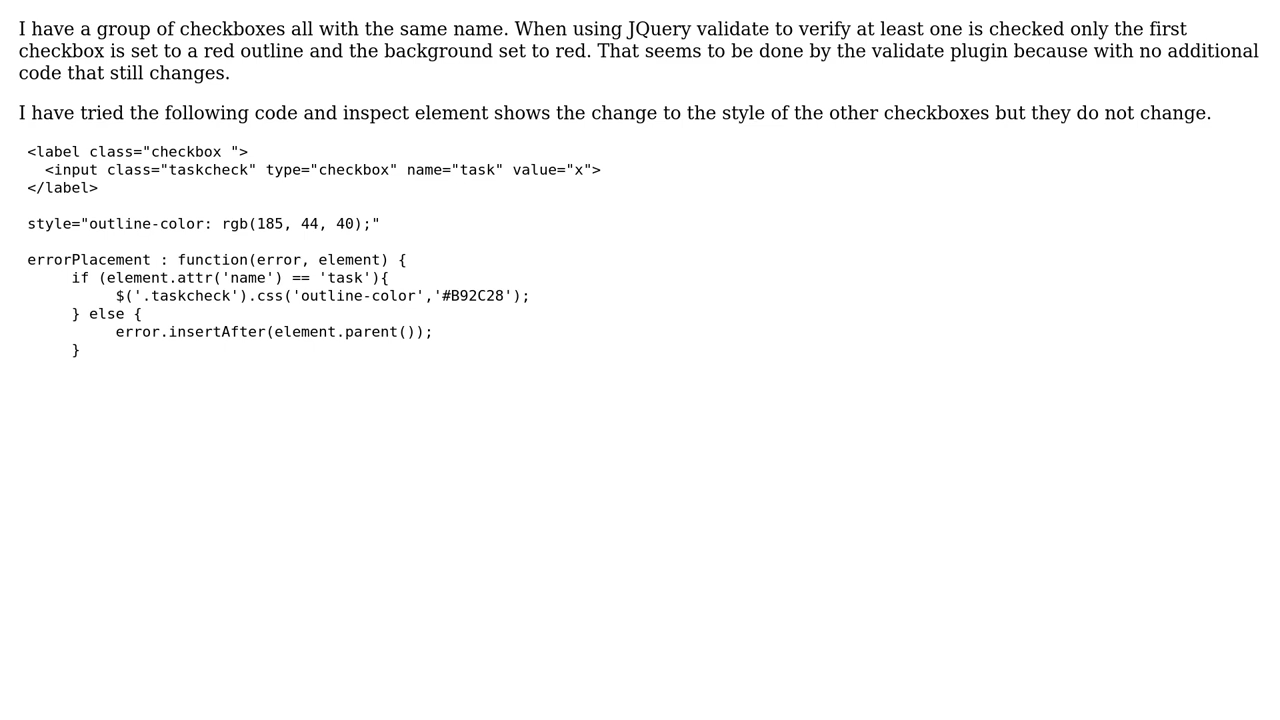 I have a group of checkboxes all with the same name. When using JQuery validate to verify at least one is checked only the first
checkbox is set to a red outline and the background set to red. That seems to be done by the validate plugin because with no additional
code that still changes.
I have tried the following code and inspect element shows the change to the style of the other checkboxes but they do not change.
<label class="checkbox ">
  <input class="taskcheck" type="checkbox" name="task" value="x">
</label>
style="outline-color: rgb(185, 44, 40);"
errorPlacement : function(error, element) {
     if (element.attr('name') == 'task'){
          $('.taskcheck').css('outline-color','#B92C28');
     } else {
          error.insertAfter(element.parent());
     }